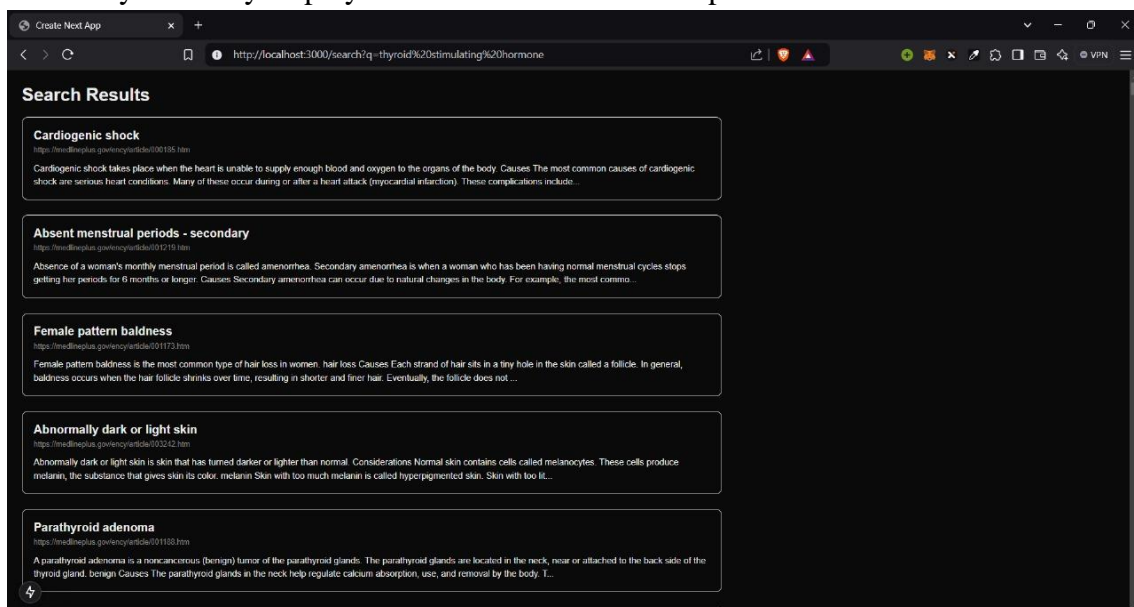 Create Next App
http://localhost:3000/search?q=thyroid%20stimulating%20hormone
VPN
Search Results
Cardiogenic shock
https://medlineplus.gov/ency/article/000185.htm
Cardiogenic shock takes place when the heart is unable to supply enough blood and oxygen to the organs of the body. Causes The most common causes of cardiogenic
shock are serious heart conditions. Many of these occur during or after a heart attack (myocardial infarction). These complications include...
Absent menstrual periods - secondary
https://medlineplus.gov/ency/article/001219.htm
Absence of a woman's monthly menstrual period is called amenorrhea. Secondary amenorrhea is when a woman who has been having normal menstrual cycles stops
getting her periods for 6 months or longer. Causes Secondary amenorrhea can occur due to natural changes in the body. For example, the most commo...
Female pattern baldness
https://medlineplus.gov/ency/article/001173.htm
Female pattern baldness is the most common type of hair loss in women. hair loss Causes Each strand of hair sits in a tiny hole in the skin called a follicle. In general,
baldness occurs when the hair follicle shrinks over time, resulting in shorter and finer hair. Eventually, the follicle does not ...
Abnormally dark or light skin
https://medlineplus.gov/ency/article/003242.htm
Abnormally dark or light skin is skin that has turned darker or lighter than normal. Considerations Normal skin contains cells called melanocytes. These cells produce
melanin, the substance that gives skin its color. melanin Skin with too much melanin is called hyperpigmented skin. Skin with too lit...
Parathyroid adenoma
https://medlineplus.gov/ency/article/001188.htm
A parathyroid adenoma is a noncancerous (benign) tumor of the parathyroid glands. The parathyroid glands are located in the neck, near or attached to the back side of the
thyroid gland. benign Causes The parathyroid glands in the neck help regulate calcium absorption, use, and removal by the body. T...